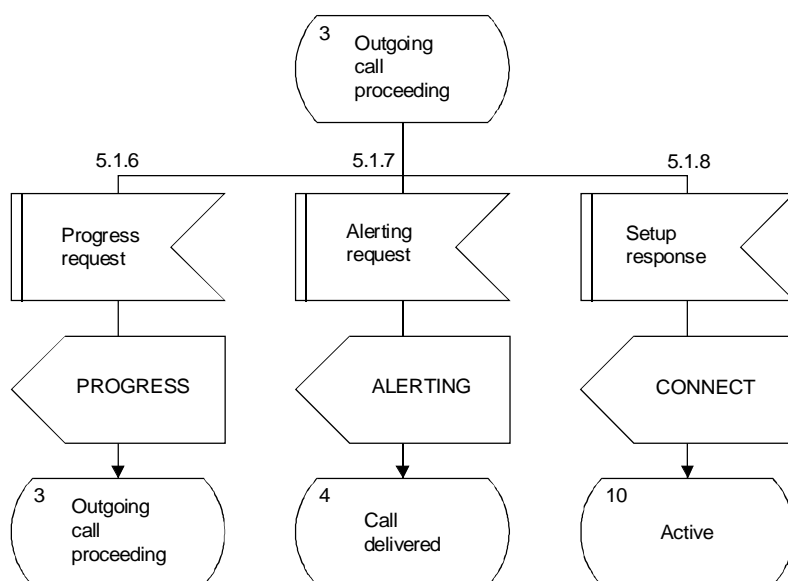 3
Outgoing
call
proceeding
5.1.6
5.1.7
5.1.8
Progress
request
Alerting
request
Setup
response
PROGRESS
ALERTING
CONNECT
3
Outgoing
call
proceeding
4
Call
delivered
10
Active